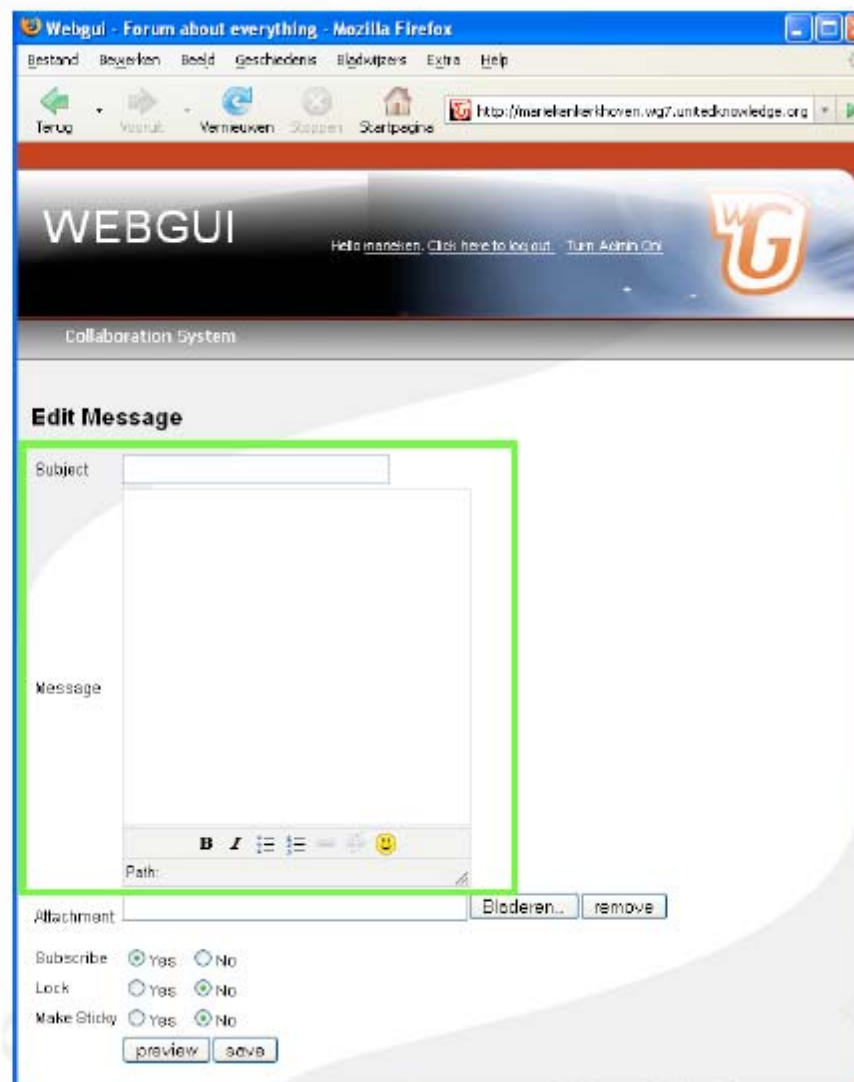 Webgui - Forum about everything - Mozilla Firefox
Bestand Bewerken Beeld Geschiedenis Bladwijzers Extra Help
Terug Vooruit Vernieuwen Stoppen Startpagina http://mariekenkerkhoven.wg7.unitedknowledge.org
WEBGUI
WG
Hello marieken. Click here to log out. Turn Admin On!
Collaboration System
Edit Message
Subject
Message
B I
Path:
Attachment Bladeren... remove
Subscribe Yes No
Lock Yes No
Make Sticky Yes No
preview save